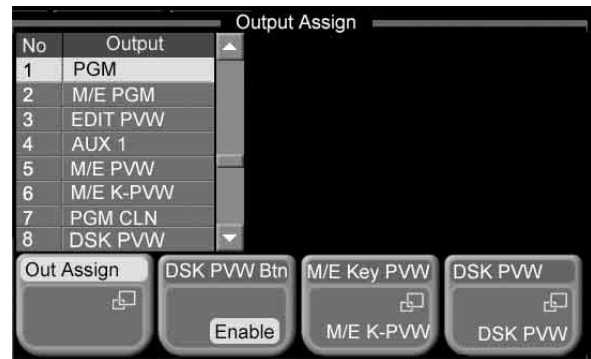 Output Assign
No Output
1 PGM
2 M/E PGM
3 EDIT PVW
4 AUX 1
5 M/E PVW
6 M/E K-PVW
7 PGM CLN
8 DSK PVW
Out Assign
DSK PVW Btn
Enable
M/E Key PVW
M/E K-PVW
DSK PVW
DSK PVW